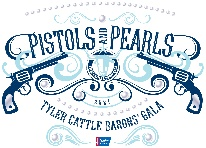 PISTOLS AND PEARLS
TYLER CATTLE BARONS' GALA